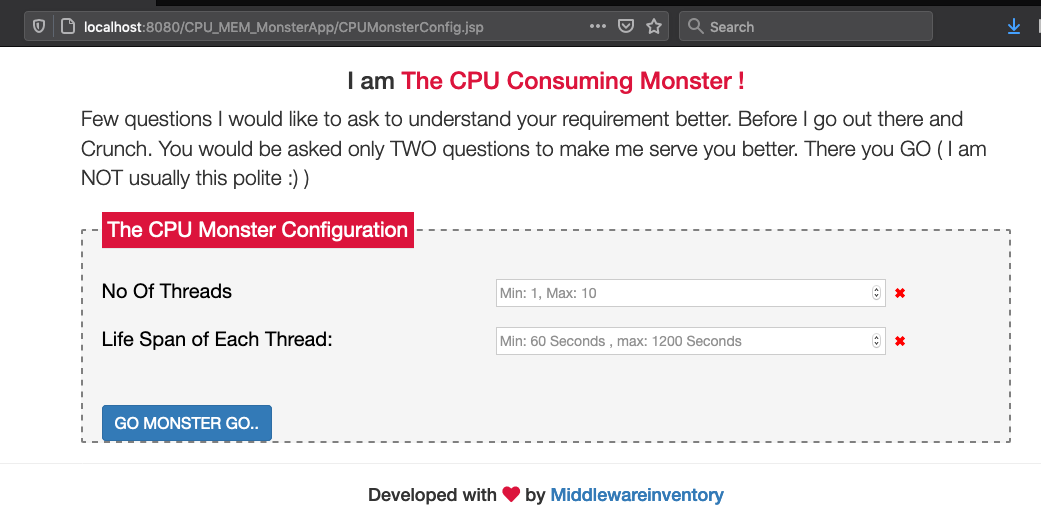 localhost:8080/CPU_MEM_MonsterApp/CPUMonsterConfig.jsp
Search
I am The CPU Consuming Monster !
Few questions I would like to ask to understand your requirement better. Before I go out there and
Crunch. You would be asked only TWO questions to make me serve you better. There you GO ( I am
NOT usually this polite :) )
The CPU Monster Configuration
No Of Threads
Min: 1, Max: 10
Life Span of Each Thread:
Min: 60 Seconds , max: 1200 Seconds
GO MONSTER GO..
Developed with ❤ by Middlewareinventory